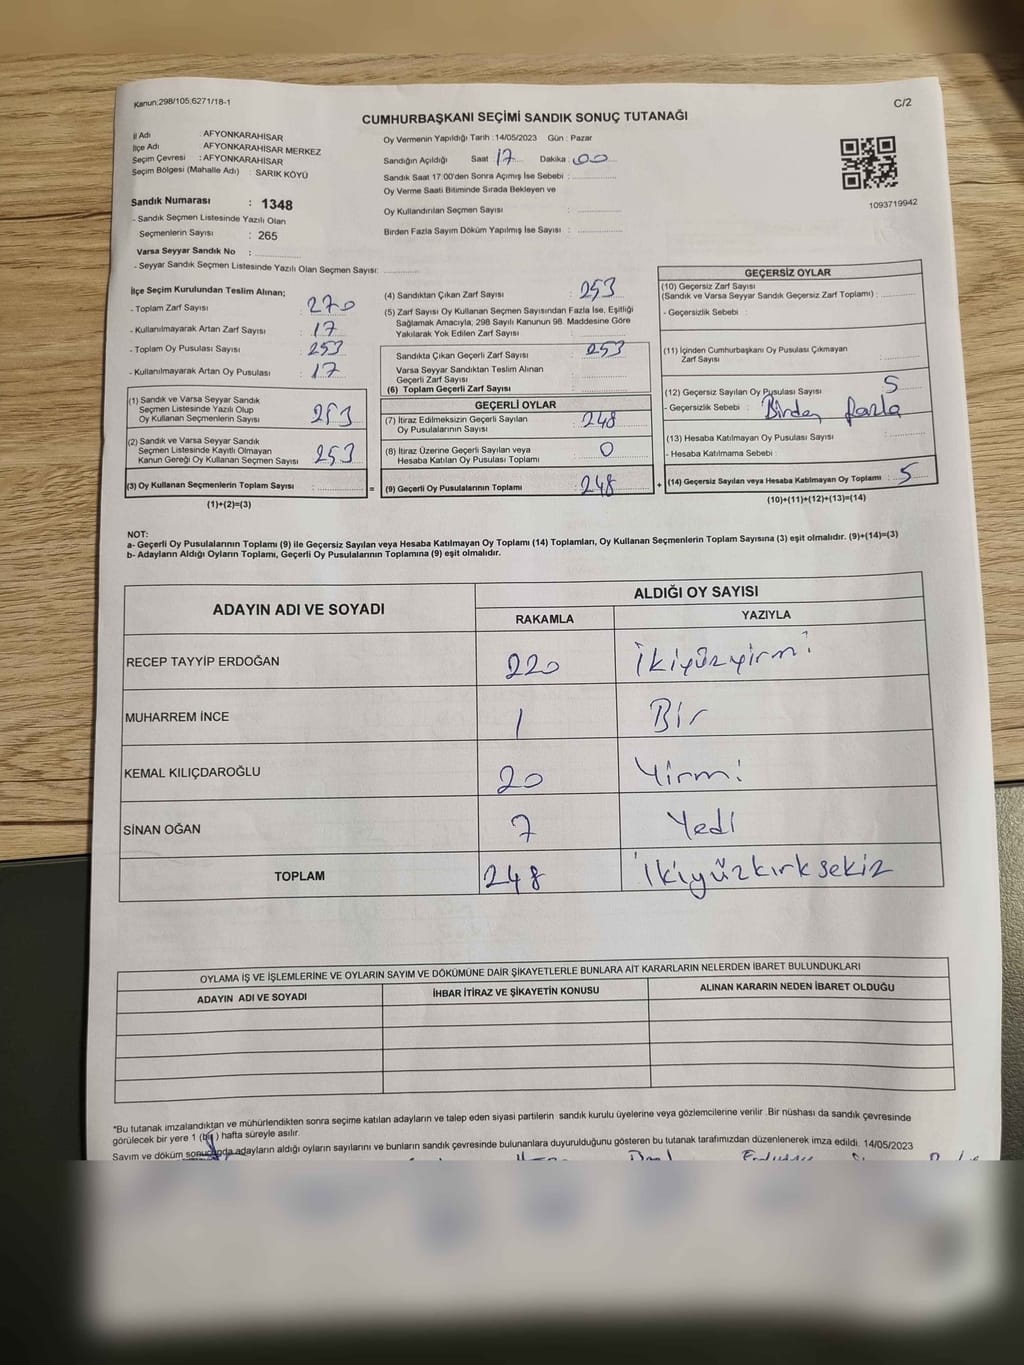 Kanun;298/105,6271/18-1
C/2
CUMHURBAŞKANI SEÇİMİ SANDIK SONUÇ TUTANAĞI
İl Adı : AFYONKARAHİSAR
İlçe Adı : AFYONKARAHİSAR MERKEZ
Seçim Çevresi : AFYONKARAHİSAR
Seçim Bölgesi (Mahalle Adı) : SARIK KÖYÜ
Sandık Numarası : 1348
- Sandık Seçmen Listesinde Yazılı Olan
Seçmenlerin Sayısı : 265
Varsa Seyyar Sandık No :
- Seyyar Sandık Seçmen Listesinde Yazılı Olan Seçmen Sayısı:
Oy Vermenin Yapıldığı Tarih : 14/05/2023 Gün : Pazar
Sandığın Açıldığı Saat 17 Dakika : 00
Sandık Saat 17:00'den Sonra Açımış İse Sebebi :
Oy Verme Saati Bitiminde Sırada Bekleyen ve
Oy Kullandırılan Seçmen Sayısı :
Birden Fazla Sayım Döküm Yapılmış İse Sayısı :
1093719942
İlçe Seçim Kurulundan Teslim Alınan;
- Toplam Zarf Sayısı : 270
- Kullanılmayarak Artan Zarf Sayısı : 17
- Toplam Oy Pusulası Sayısı : 253
- Kullanılmayarak Artan Oy Pusulası : 17
(1) Sandık ve Varsa Seyyar Sandık
Seçmen Listesinde Yazılı Olup
Oy Kullanan Seçmenlerin Sayısı : 253
(2) Sandık ve Varsa Seyyar Sandık
Seçmen Listesinde Kayıtlı Olmayan
Kanun Gereği Oy Kullanan Seçmen Sayısı : 253
(3) Oy Kullanan Seçmenlerin Toplam Sayısı :
(1)+(2)=(3)
=
(4) Sandıktan Çıkan Zarf Sayısı : 253
(5) Zarf Sayısı Oy Kullanan Seçmen Sayısından Fazla İse, Eşitliği
Sağlamak Amacıyla; 298 Sayılı Kanunun 98. Maddesine Göre
Yakılarak Yok Edilen Zarf Sayısı :
Sandıkta Çıkan Geçerli Zarf Sayısı : 253
Varsa Seyyar Sandıktan Teslim Alınan
Geçerli Zarf Sayısı :
(6) Toplam Geçerli Zarf Sayısı :
GEÇERLİ OYLAR
(7) İtiraz Edilmeksizin Geçerli Sayılan
Oy Pusulalarının Sayısı : 248
(8) İtiraz Üzerine Geçerli Sayılan veya
Hesaba Katılan Oy Pusulası Toplamı : 0
(9) Geçerli Oy Pusulalarının Toplamı : 248
+
GEÇERSİZ OYLAR
(10) Geçersiz Zarf Sayısı
(Sandık ve Varsa Seyyar Sandık Geçersiz Zarf Toplamı) :
- Geçersizlik Sebebi :
(11) İçinden Cumhurbaşkanı Oy Pusulası Çıkmayan
Zarf Sayısı :
(12) Geçersiz Sayılan Oy Pusulası Sayısı : 5
- Geçersizlik Sebebi : Birden fazla
(13) Hesaba Katılmayan Oy Pusulası Sayısı :
- Hesaba Katılmama Sebebi :
(14) Geçersiz Sayılan veya Hesaba Katılmayan Oy Toplamı : 5
(10)+(11)+(12)+(13)=(14)
NOT:
a- Geçerli Oy Pusulalarının Toplamı (9) ile Geçersiz Sayılan veya Hesaba Katılmayan Oy Toplamı (14) Toplamları, Oy Kullanan Seçmenlerin Toplam Sayısına (3) eşit olmalıdır. (9)+(14)=(3)
b- Adayların Aldığı Oyların Toplamı, Geçerli Oy Pusulalarının Toplamına (9) eşit olmalıdır.
ADAYIN ADI VE SOYADI
ALDIĞI OY SAYISI
RAKAMLA YAZIYLA
RECEP TAYYİP ERDOĞAN 220 İkiyüzyirmi
MUHARREM İNCE 1 Bir
KEMAL KILIÇDAROĞLU 20 Yirmi
SİNAN OĞAN 7 Yedi
TOPLAM 248 İkiyüzkırksekiz
OYLAMA İŞ VE İŞLEMLERİNE VE OYLARIN SAYIM VE DÖKÜMÜNE DAİR ŞİKAYETLERLE BUNLARA AİT KARARLARIN NELERDEN İBARET BULUNDUKLARI
ADAYIN ADI VE SOYADI İHBAR İTİRAZ VE ŞİKAYETİN KONUSU ALINAN KARARIN NEDEN İBARET OLDUĞU
*Bu tutanak imzalandıktan ve mühürlendikten sonra seçime katılan adayların ve talep eden siyasi partilerin sandık kurulu üyelerine veya gözlemcilerine verilir .Bir nüshası da sandık çevresinde
görülecek bir yere 1 (bir) hafta süreyle asılır.
Sayım ve döküm sonucunda adayların aldığı oyların sayılarını ve bunların sandık çevresinde bulunanlara duyurulduğunu gösteren bu tutanak tarafımızdan düzenlenerek imza edildi. 14/05/2023